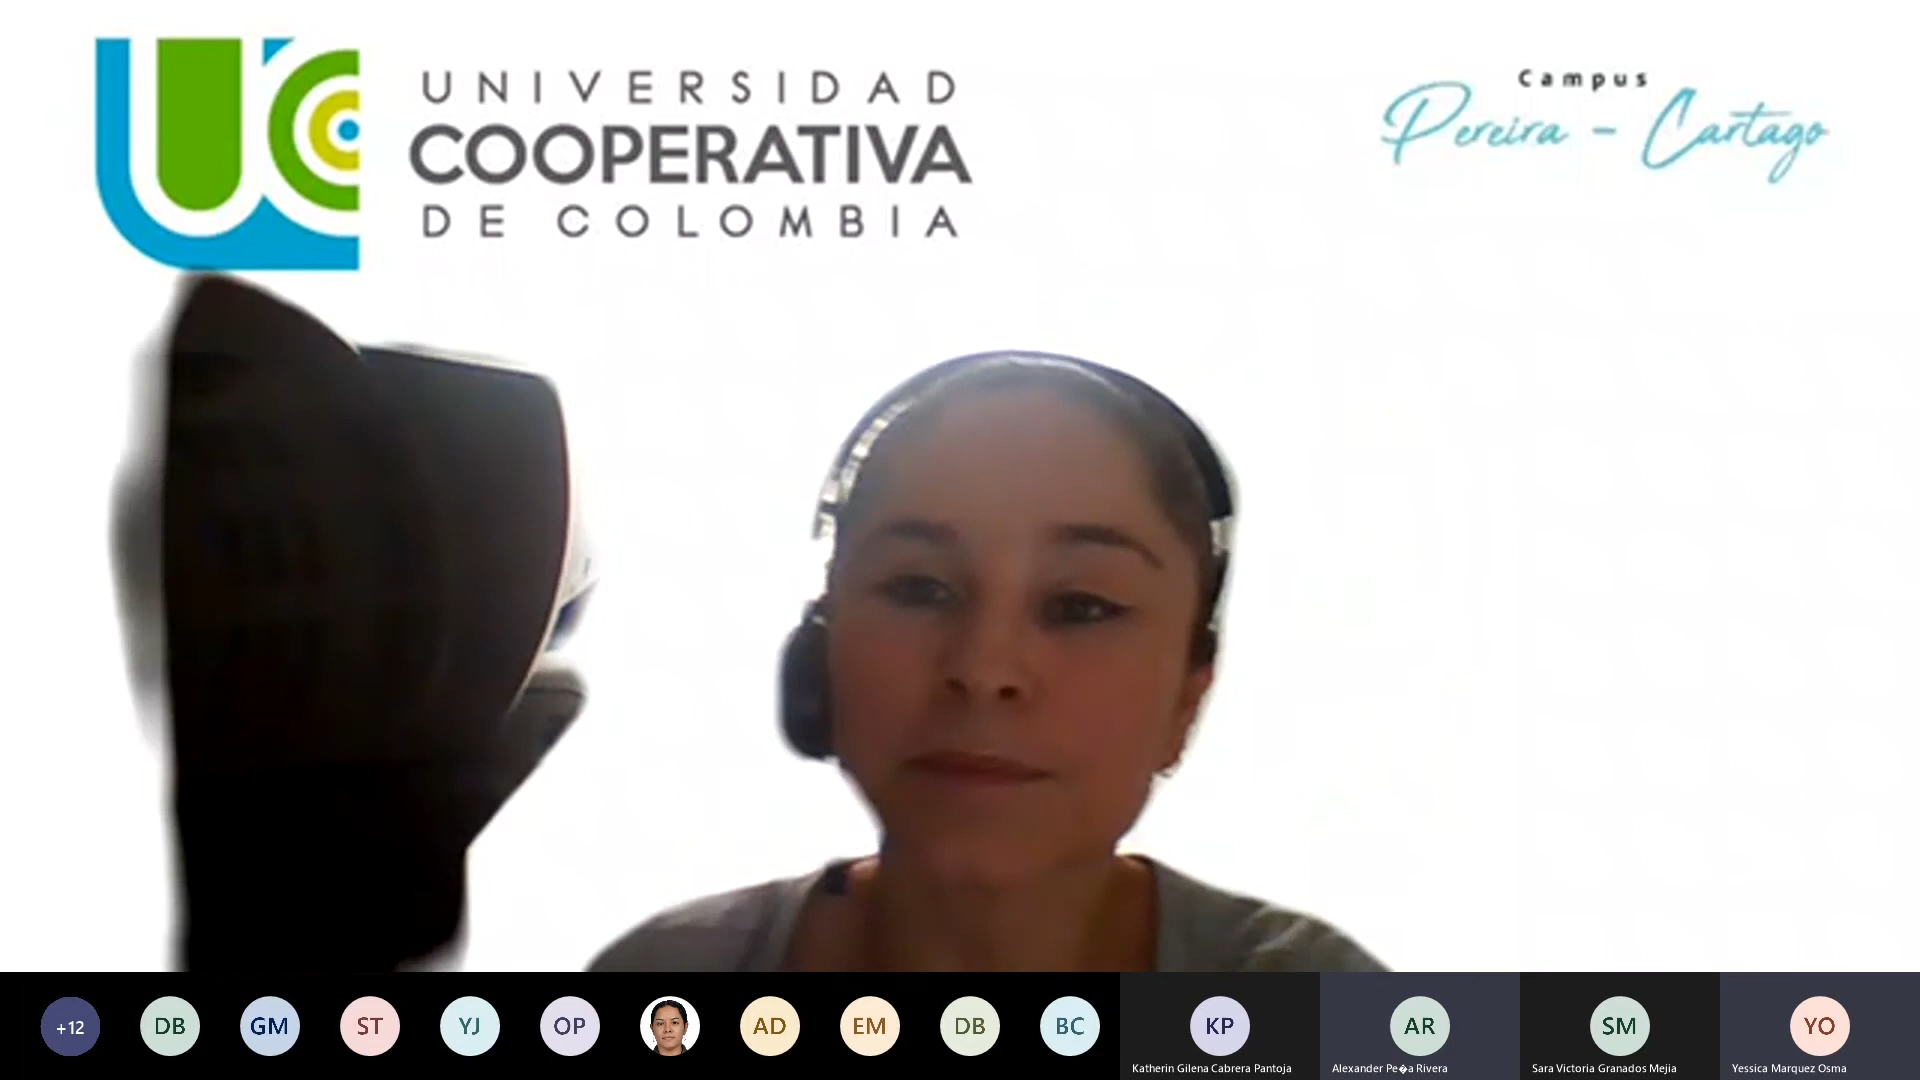 UNIVERSIDAD
COOPERATIVA
DE COLOMBIA
Campus
Pereira - Cartago
+12
DB
GM
ST
YJ
OP
AD
EM
DB
BC
KP
AR
SM
YO
Katherin Gilena Cabrera Pantoja
Alexander Pe�a Rivera
Sara Victoria Granados Mejia
Yessica Marquez Osma